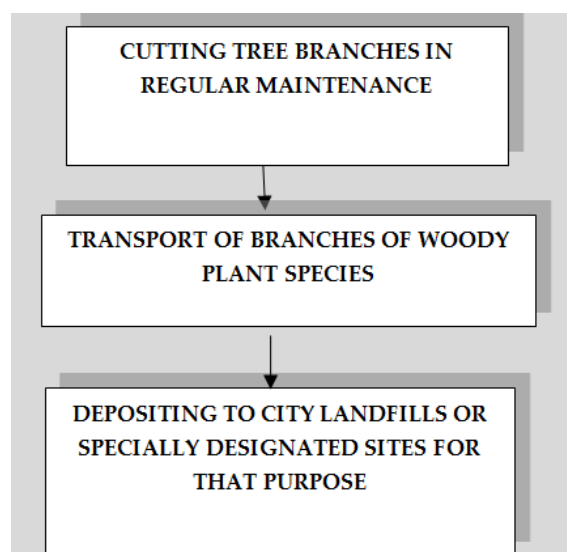 CUTTING TREE BRANCHES IN
REGULAR MAINTENANCE
TRANSPORT OF BRANCHES OF WOODY
PLANT SPECIES
DEPOSITING TO CITY LANDFILLS OR
SPECIALLY DESIGNATED SITES FOR
THAT PURPOSE